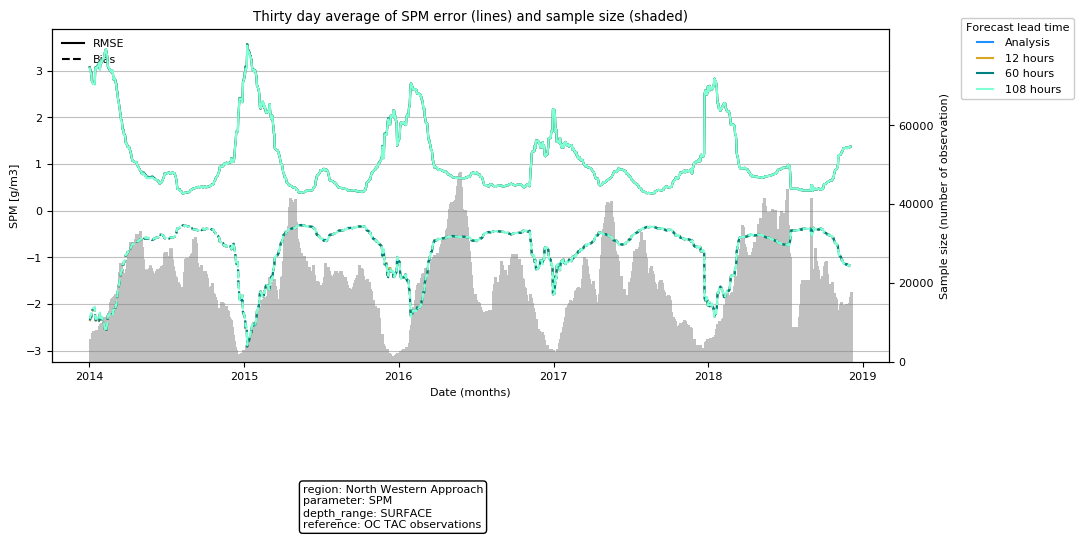 Thirty day average of SPM error (lines) and sample size (shaded)
RMSE
Bias
Forecast lead time
Analysis
12 hours
60 hours
108 hours
SPM [g/m3]
3
2
1
0
−1
−2
−3
60000
40000
20000
0
Sample size (number of observation)
2014
2015
2016
2017
2018
2019
Date (months)
region: North Western Approach
parameter: SPM
depth_range: SURFACE
reference: OC TAC observations